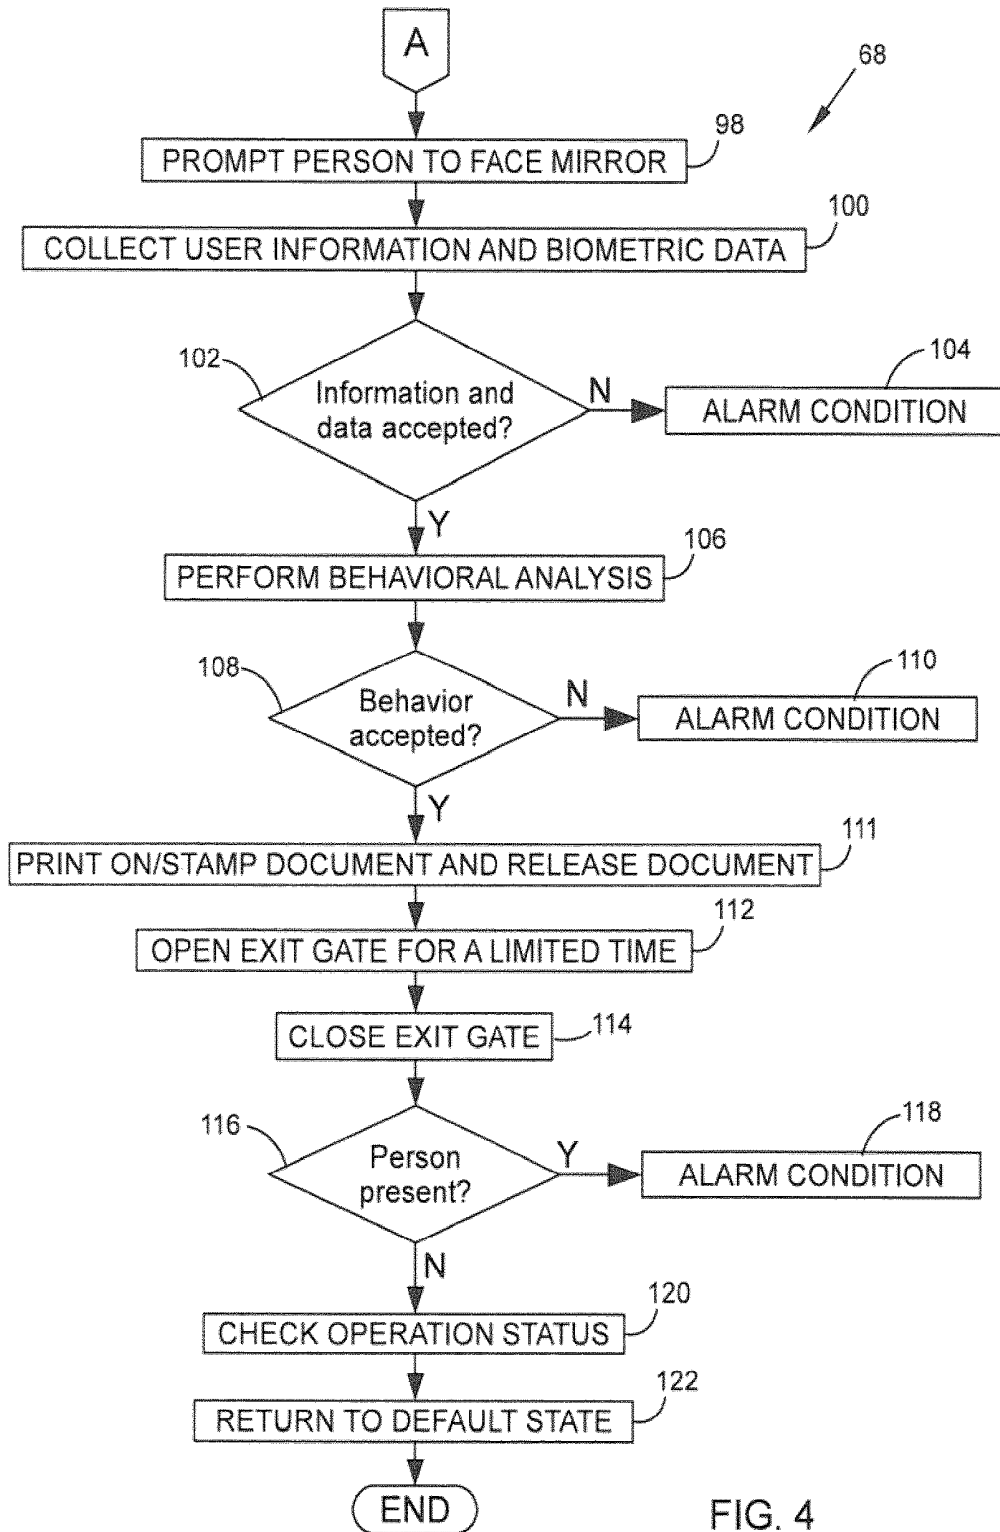 A
68
98
PROMPT PERSON TO FACE MIRROR
100
COLLECT USER INFORMATION AND BIOMETRIC DATA
102
Information and
data accepted?
N
104
ALARM CONDITION
Y
106
PERFORM BEHAVIORAL ANALYSIS
108
Behavior
accepted?
N
110
ALARM CONDITION
Y
111
PRINT ON/STAMP DOCUMENT AND RELEASE DOCUMENT
112
OPEN EXIT GATE FOR A LIMITED TIME
114
CLOSE EXIT GATE
116
Person
present?
Y
118
ALARM CONDITION
N
120
CHECK OPERATION STATUS
122
RETURN TO DEFAULT STATE
END
FIG. 4